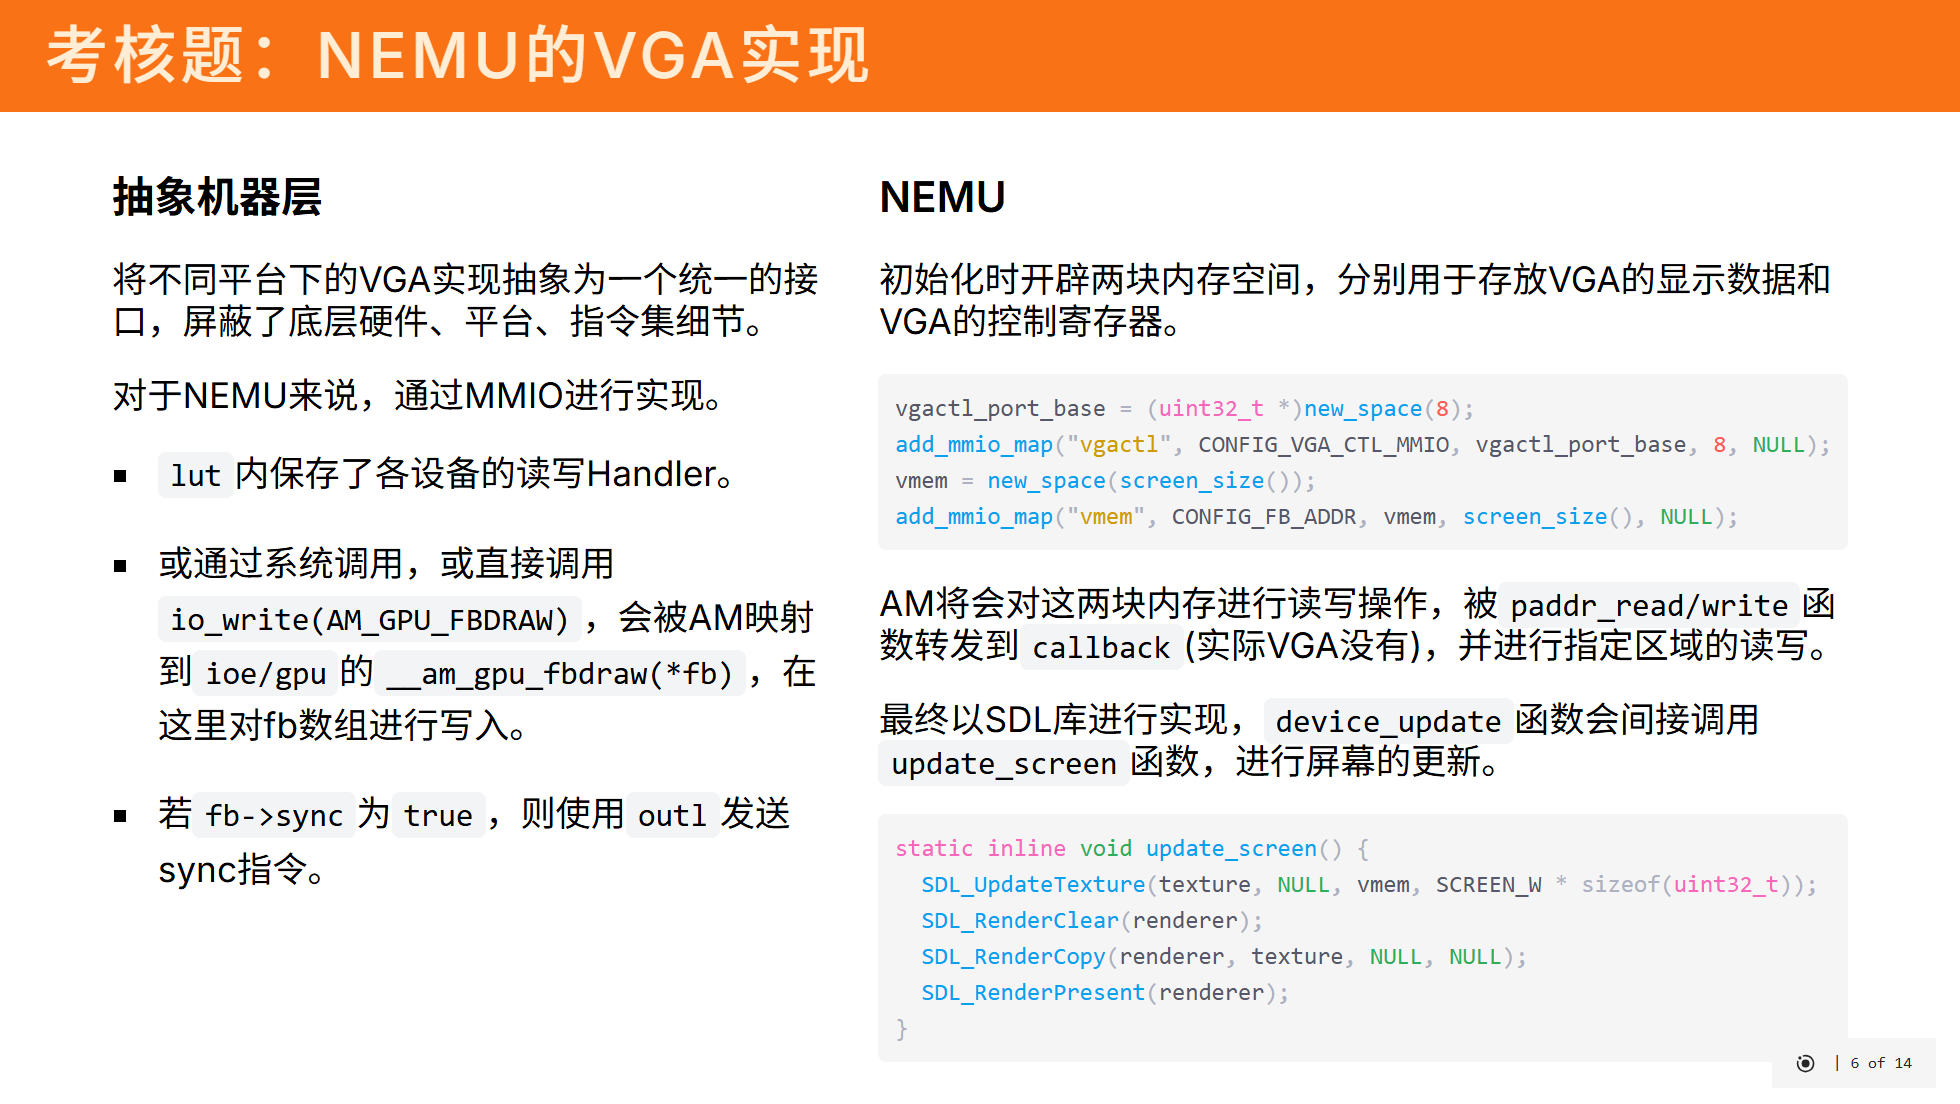 考核题：NEMU的VGA实现
抽象机器层
将不同平台下的VGA实现抽象为一个统一的接
口，屏蔽了底层硬件、平台、指令集细节。
对于NEMU来说，通过MMIO进行实现。
lut内保存了各设备的读写Handler。
或通过系统调用，或直接调用
io_write(AM_GPU_FBDRAW)，会被AM映射
到 ioe/gpu 的 __am_gpu_fbdraw(*fb)，在
这里对fb数组进行写入。
若 fb->sync 为 true，则使用 outl 发送
sync指令。
NEMU
初始化时开辟两块内存空间，分别用于存放VGA的显示数据和
VGA的控制寄存器。
vgactl_port_base = (uint32_t *)new_space(8);
add_mmio_map("vgactl", CONFIG_VGA_CTL_MMIO, vgactl_port_base, 8, NULL);
vmem = new_space(screen_size());
add_mmio_map("vmem", CONFIG_FB_ADDR, vmem, screen_size(), NULL);
AM将会对这两块内存进行读写操作，被 paddr_read/write 函
数转发到 callback (实际VGA没有)，并进行指定区域的读写。
最终以SDL库进行实现， device_update 函数会间接调用
update_screen 函数，进行屏幕的更新。
static inline void update_screen() {
  SDL_UpdateTexture(texture, NULL, vmem, SCREEN_W * sizeof(uint32_t));
  SDL_RenderClear(renderer);
  SDL_RenderCopy(renderer, texture, NULL, NULL);
  SDL_RenderPresent(renderer);
}
| 6 of 14